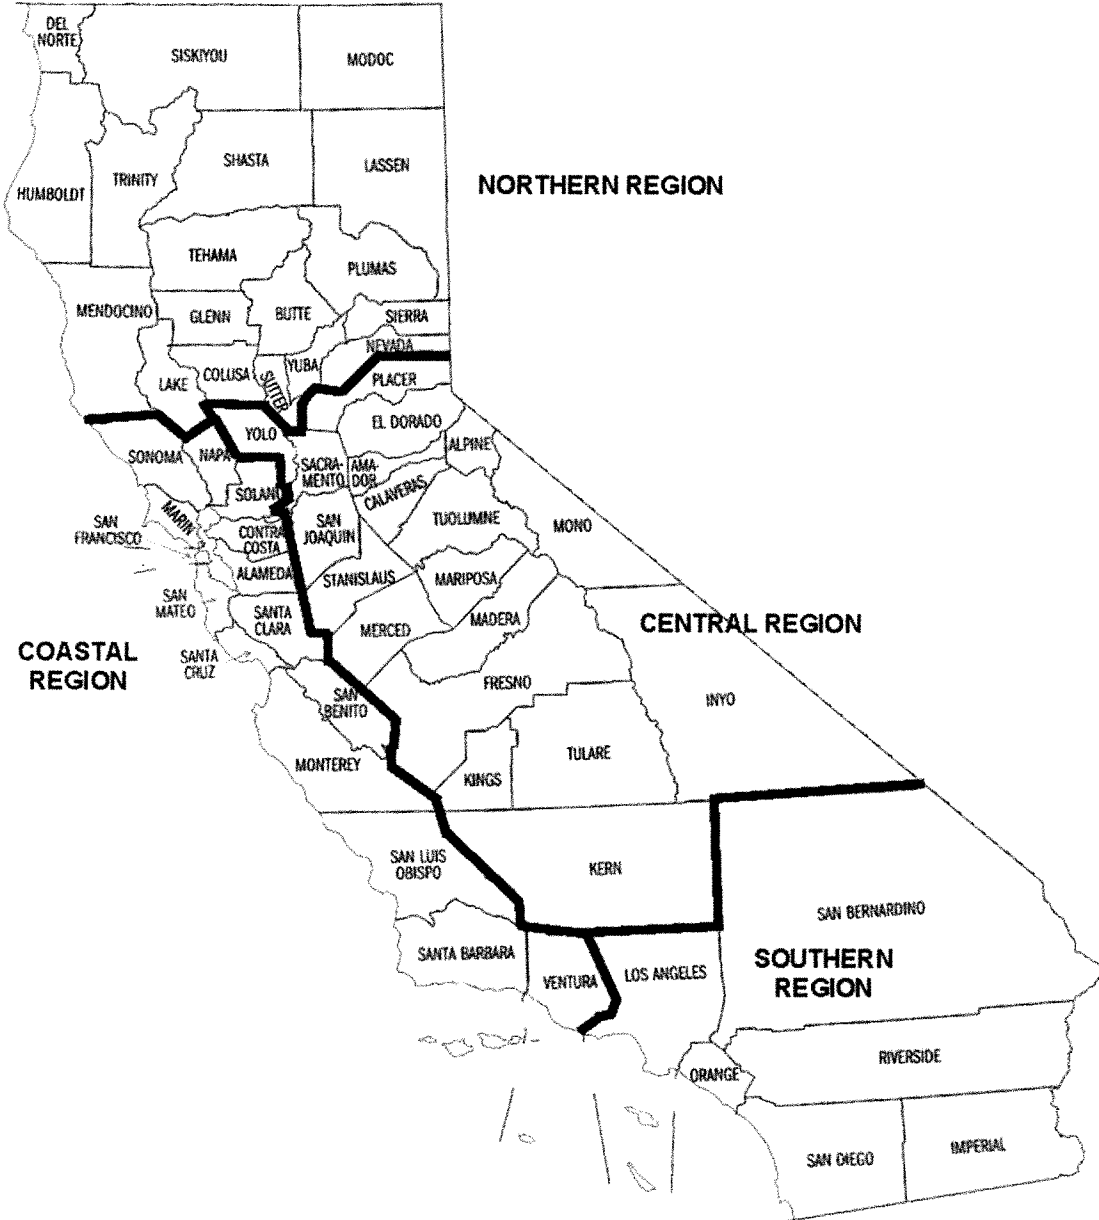 DEL
NORTE
SISKIYOU
MODOC
HUMBOLDT
TRINITY
SHASTA
LASSEN
NORTHERN REGION
TEHAMA
PLUMAS
MENDOCINO
GLENN
BUTTE
SIERRA
NEVADA
YUBA
SUTTER
COLUSA
LAKE
PLACER
EL DORADO
YOLO
ALPINE
SONOMA
NAPA
SACRA-
MENTO
AMA-
DOR
CALAVERAS
SOLANO
MARIN
SAN
FRANCISCO
CONTRA
COSTA
SAN
JOAQUIN
TUOLUMNE
MONO
ALAMEDA
STANISLAUS
MARIPOSA
SAN
MATEO
SANTA
CLARA
MERCED
MADERA
CENTRAL REGION
COASTAL
REGION
SANTA
CRUZ
SAN
BENITO
FRESNO
INYO
MONTEREY
KINGS
TULARE
SAN LUIS
OBISPO
KERN
SAN BERNARDINO
SANTA BARBARA
VENTURA
LOS ANGELES
SOUTHERN
REGION
ORANGE
RIVERSIDE
SAN DIEGO
IMPERIAL